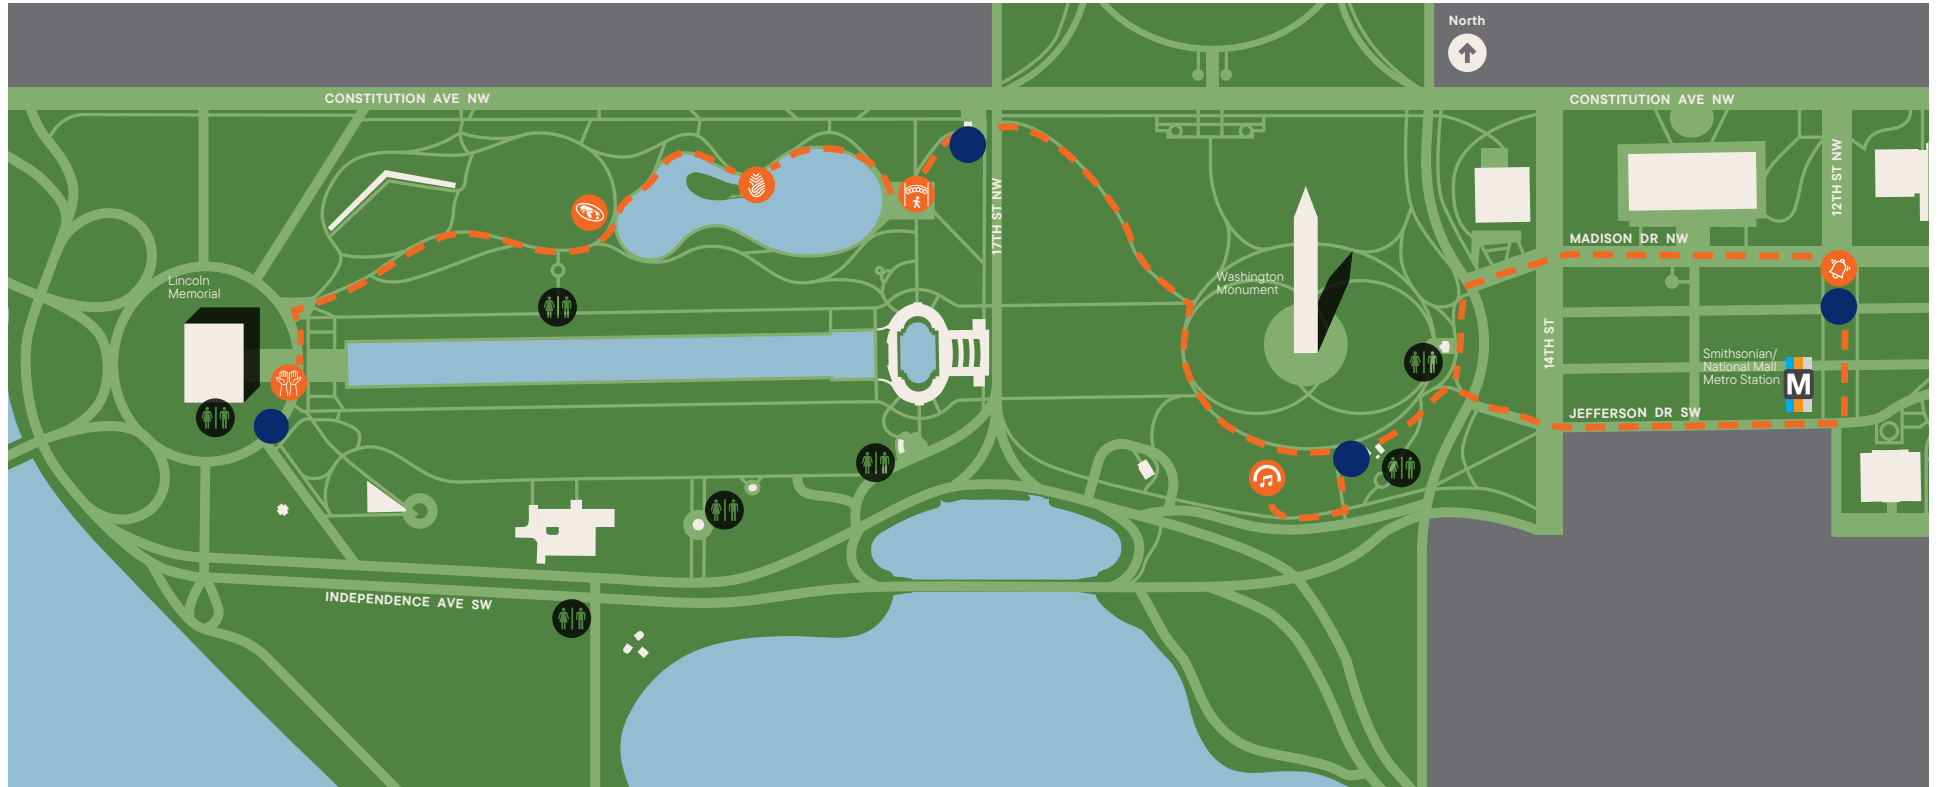 North
CONSTITUTION AVE NW
CONSTITUTION AVE NW
12TH ST NW
17TH ST NW
MADISON DR NW
Lincoln
Memorial
Washington
Monument
14TH ST
Smithsonian/
National Mall
Metro Station
M
JEFFERSON DR SW
INDEPENDENCE AVE SW